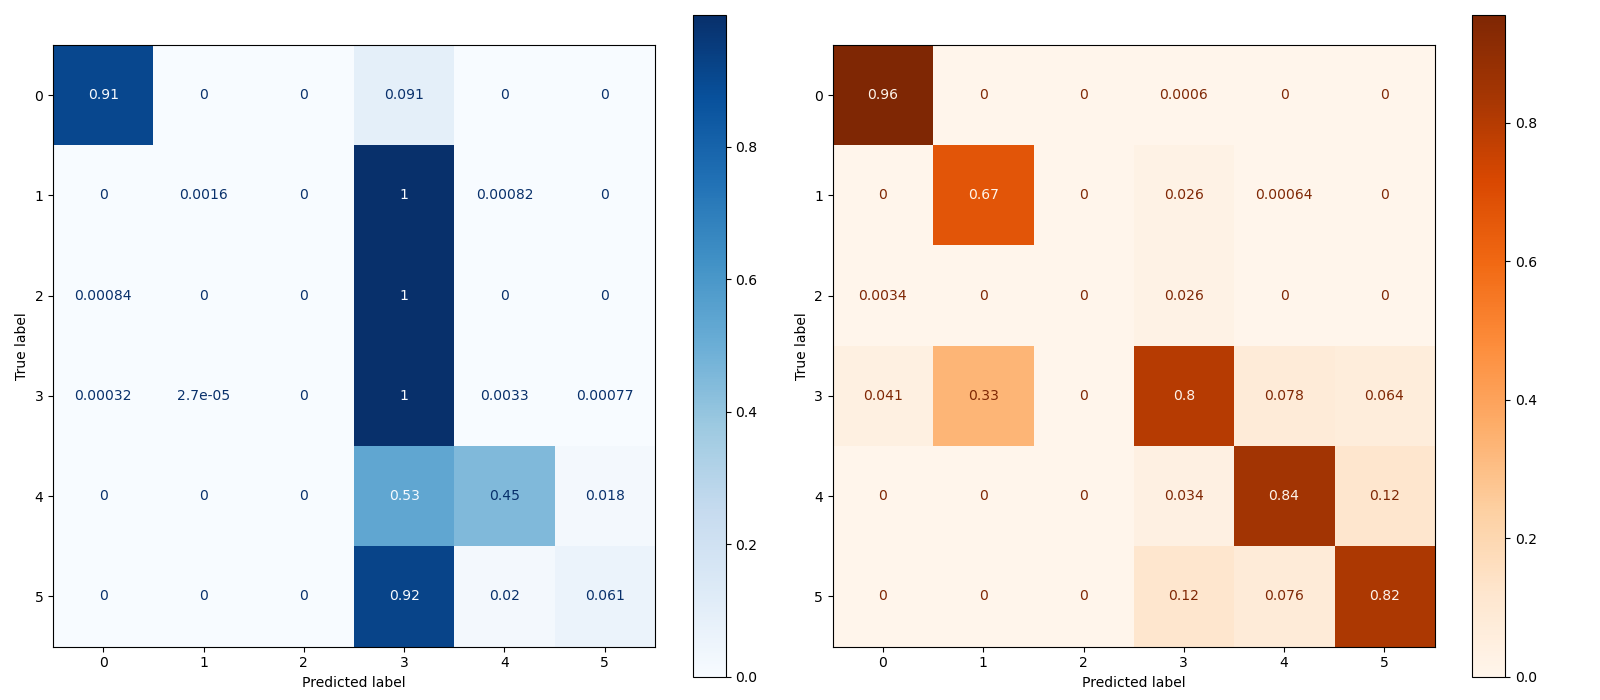 0 0.91 0 0 0.091 0 0
1 0 0.0016 0 1 0.00082 0
2 0.00084 0 0 1 0 0
3 0.00032 2.7e-05 0 1 0.0033 0.00077
4 0 0 0 0.53 0.45 0.018
5 0 0 0 0.92 0.02 0.061
0 1 2 3 4 5
True label
Predicted label
0.8
0.6
0.4
0.2
0.0
0 0.96 0 0 0.0006 0 0
1 0 0.67 0 0.026 0.00064 0
2 0.0034 0 0 0.026 0 0
3 0.041 0.33 0 0.8 0.078 0.064
4 0 0 0 0.034 0.84 0.12
5 0 0 0 0.12 0.076 0.82
0 1 2 3 4 5
True label
Predicted label
0.8
0.6
0.4
0.2
0.0